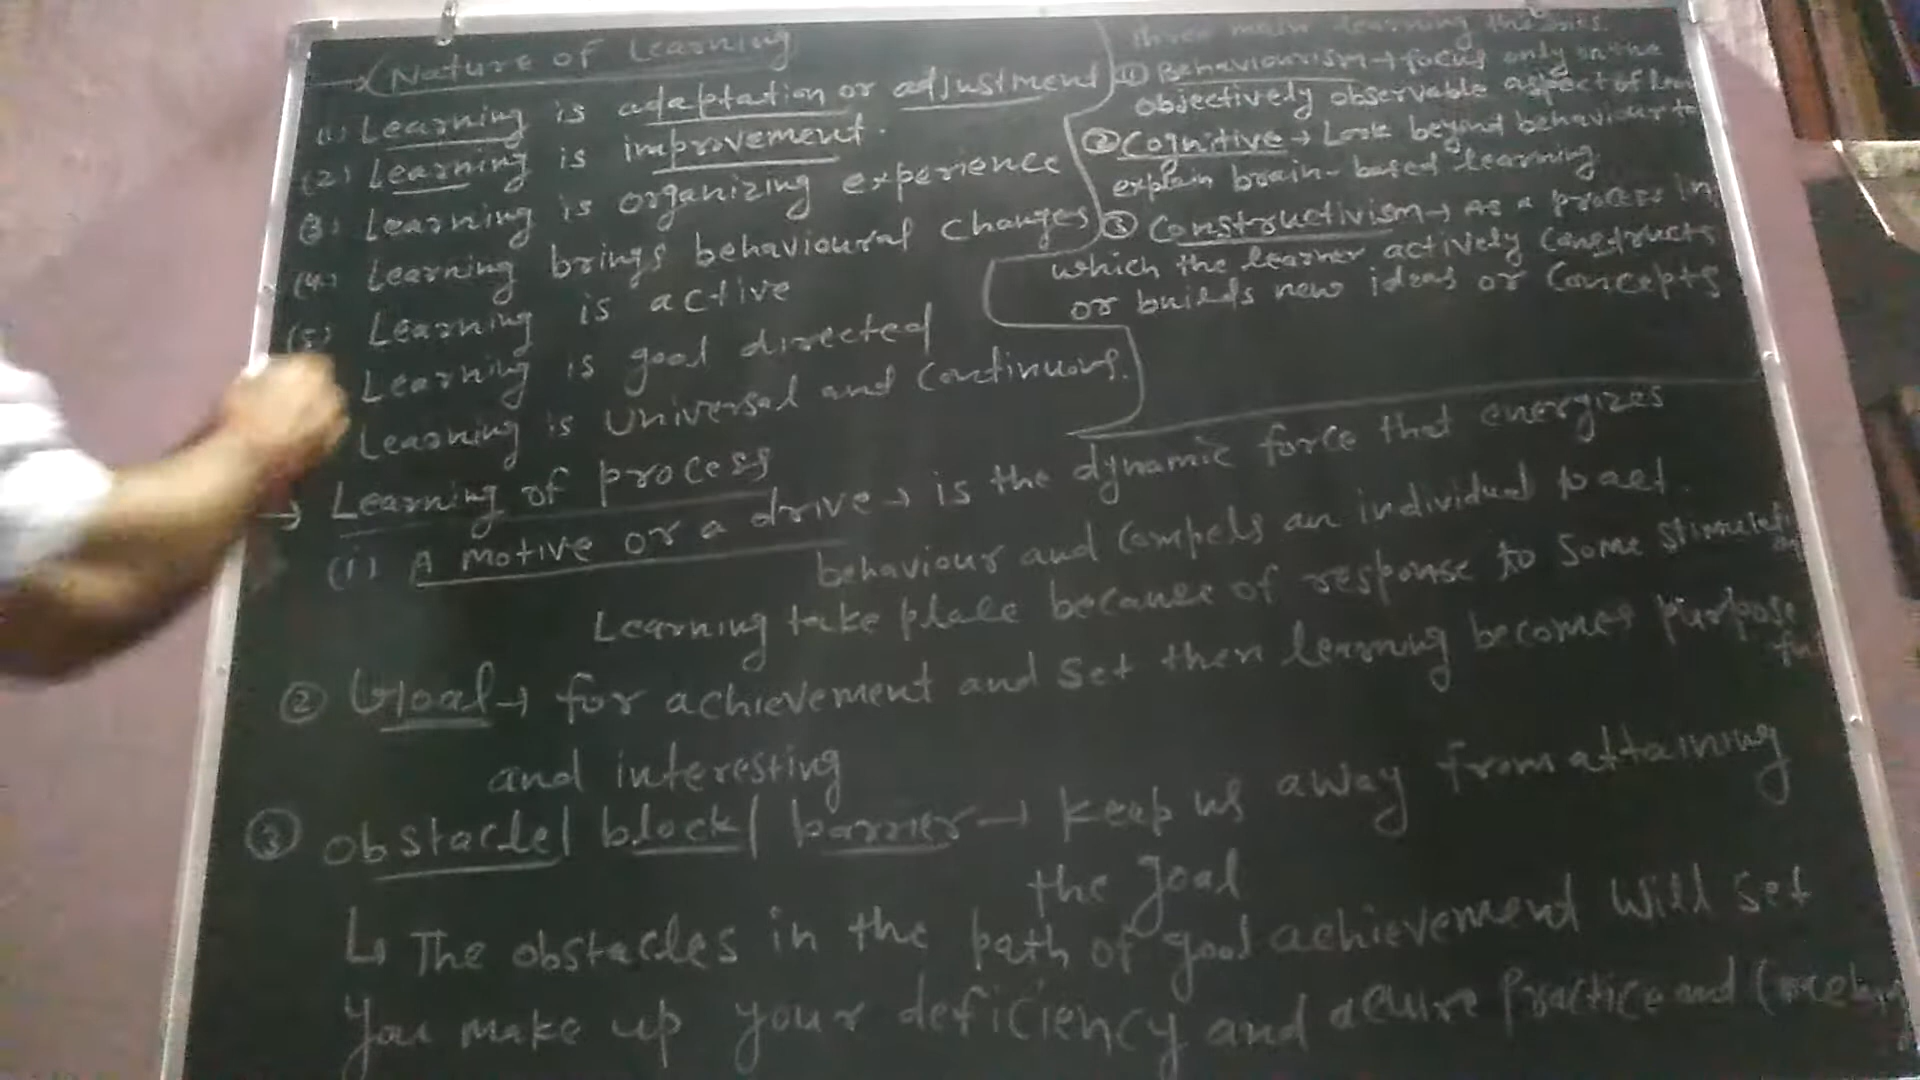 → Nature of Learning
(1) Learning is adaptation or adjustment
(2) Learning is improvement.
(3) Learning is organizing experience
(4) Learning brings behavioural changes
(5) Learning is active
Learning is goal directed
Learning is Universal and Continuous.
three main learning theories.
① Behaviourism → focus only on the
objectively observable aspect of
② Cognitive → Look beyond behaviour to
explain brain-based learning
③ Constructivism → As a process in
which the learner actively Constructs
or builds new ideas or Concepts
→ Learning of process
(1) A motive or a drive → is the dynamic force that energizes
behaviour and Compels an individual to act.
Learning take place because of response to Some
② Goal → for achievement and Set then learning becomes purpose
ful
and interesting
③ obstacle/ block/ barrier → Keep us away from attaining
the goal
↳ The obstacles in the path of goal achievement will Set
You make up your deficiency and Practice and